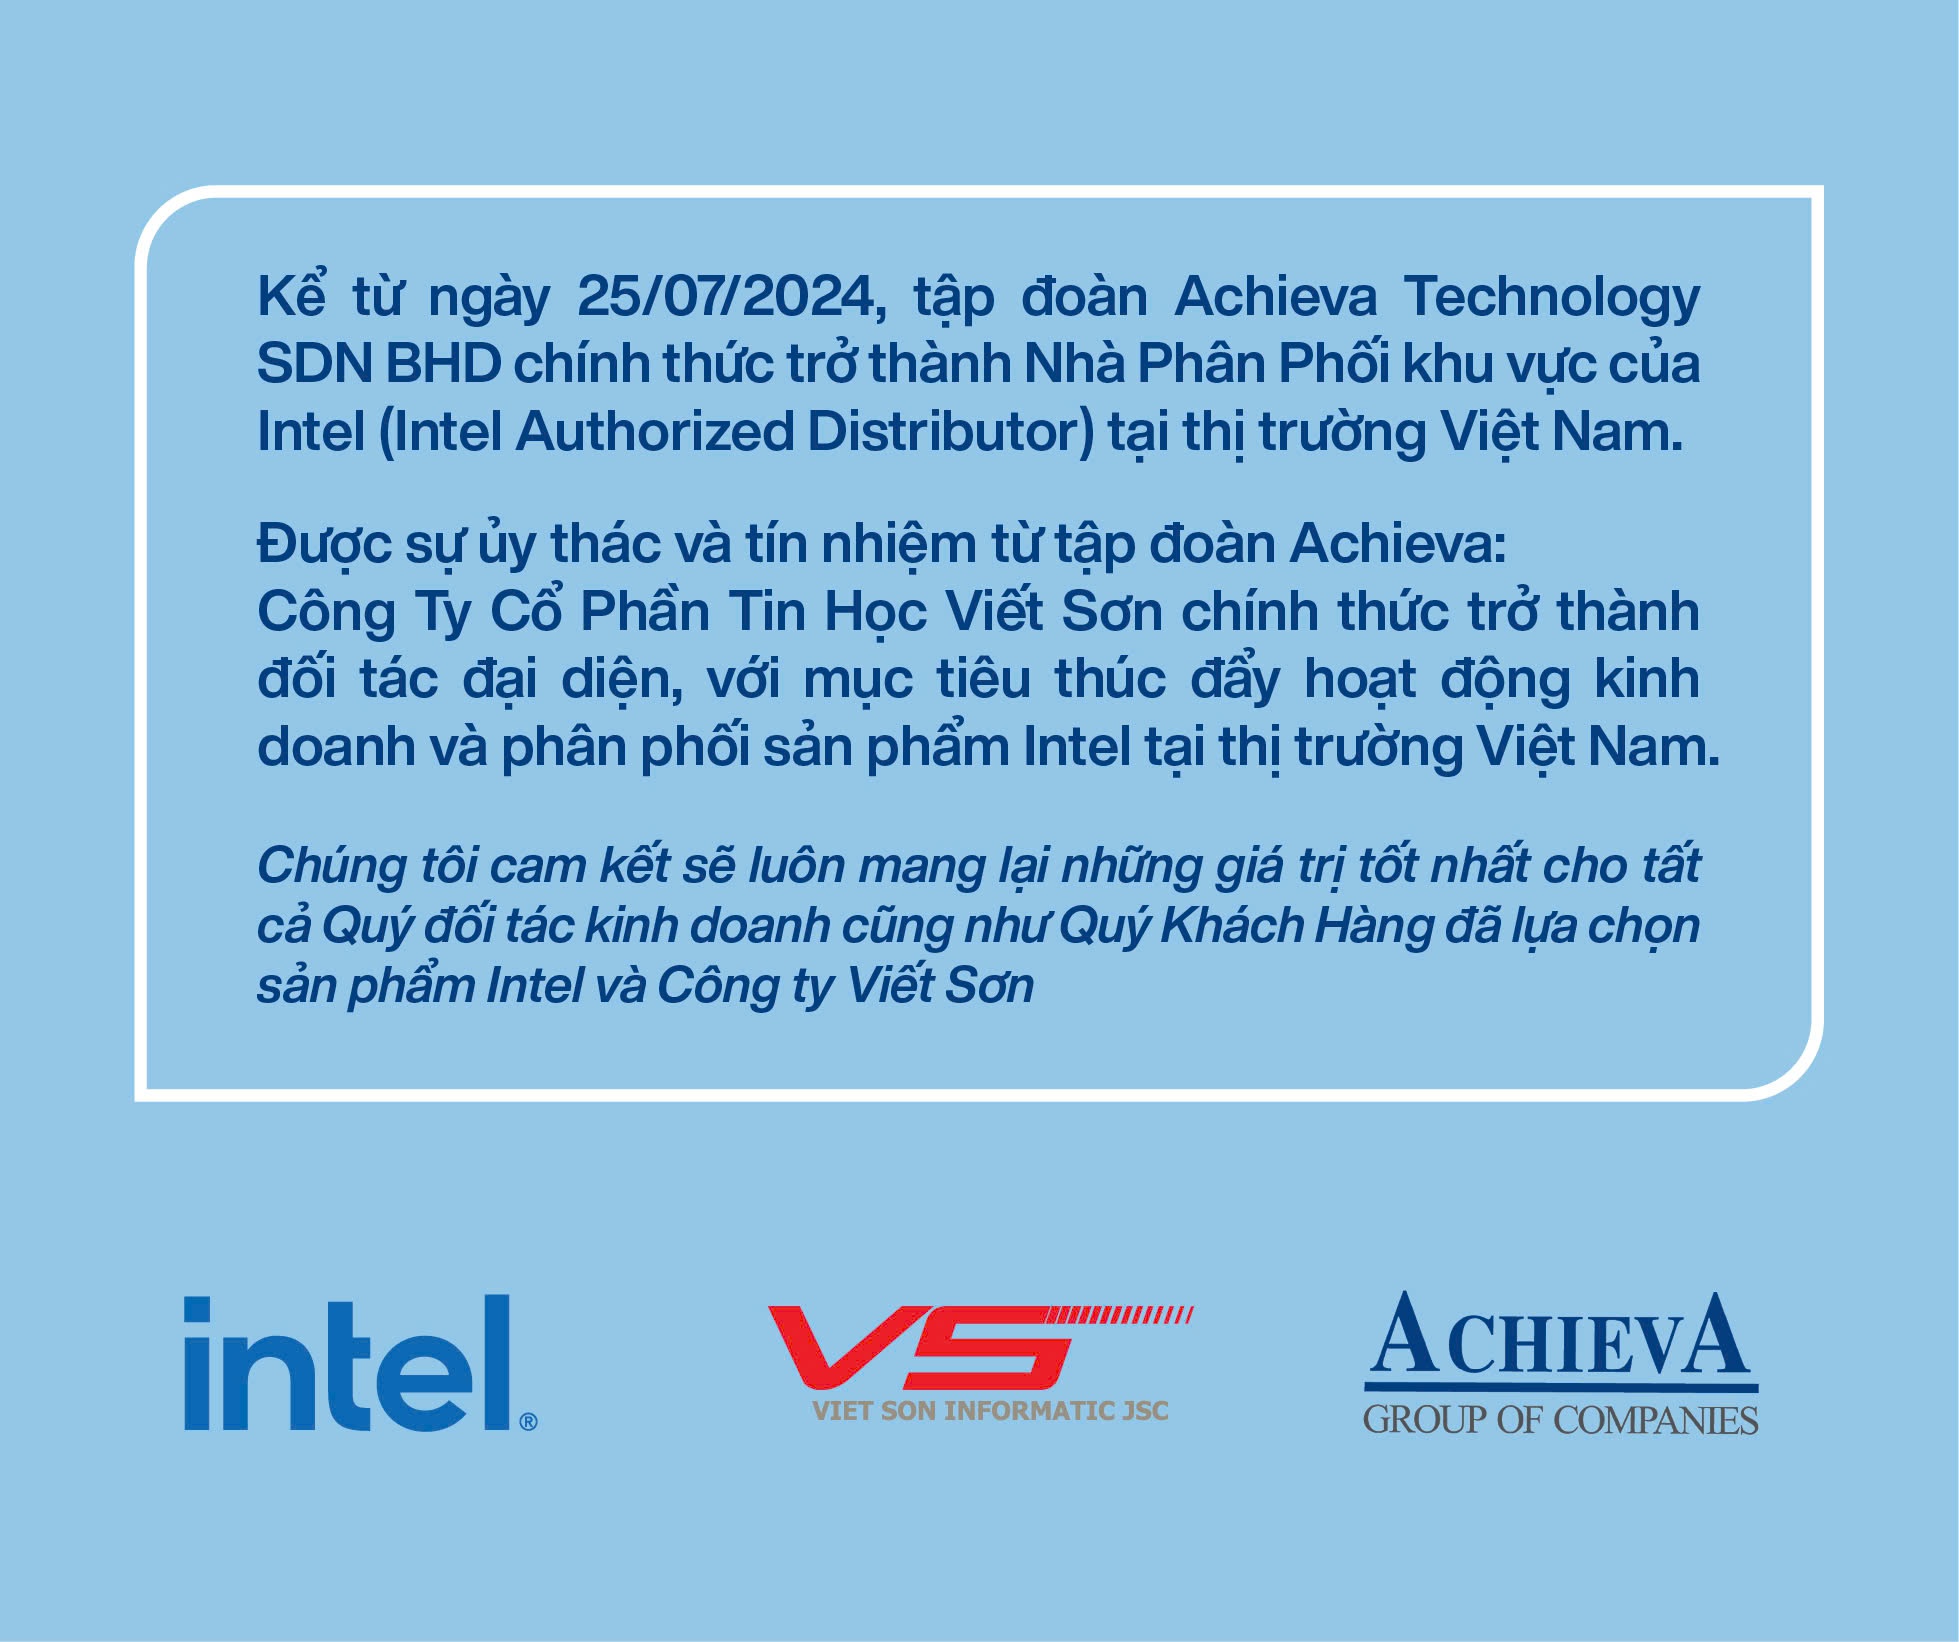 Kể từ ngày 25/07/2024, tập đoàn Achieva Technology
SDN BHD chính thức trở thành Nhà Phân Phối khu vực của
Intel (Intel Authorized Distributor) tại thị trường Việt Nam.
Được sự ủy thác và tín nhiệm từ tập đoàn Achieva:
Công Ty Cổ Phần Tin Học Viết Sơn chính thức trở thành
đối tác đại diện, với mục tiêu thúc đẩy hoạt động kinh
doanh và phân phối sản phẩm Intel tại thị trường Việt Nam.
Chúng tôi cam kết sẽ luôn mang lại những giá trị tốt nhất cho tất
cả Quý đối tác kinh doanh cũng như Quý Khách Hàng đã lựa chọn
sản phẩm Intel và Công ty Viết Sơn
intel®
VS
VIET SON INFORMATIC JSC
ACHIEVA
GROUP OF COMPANIES